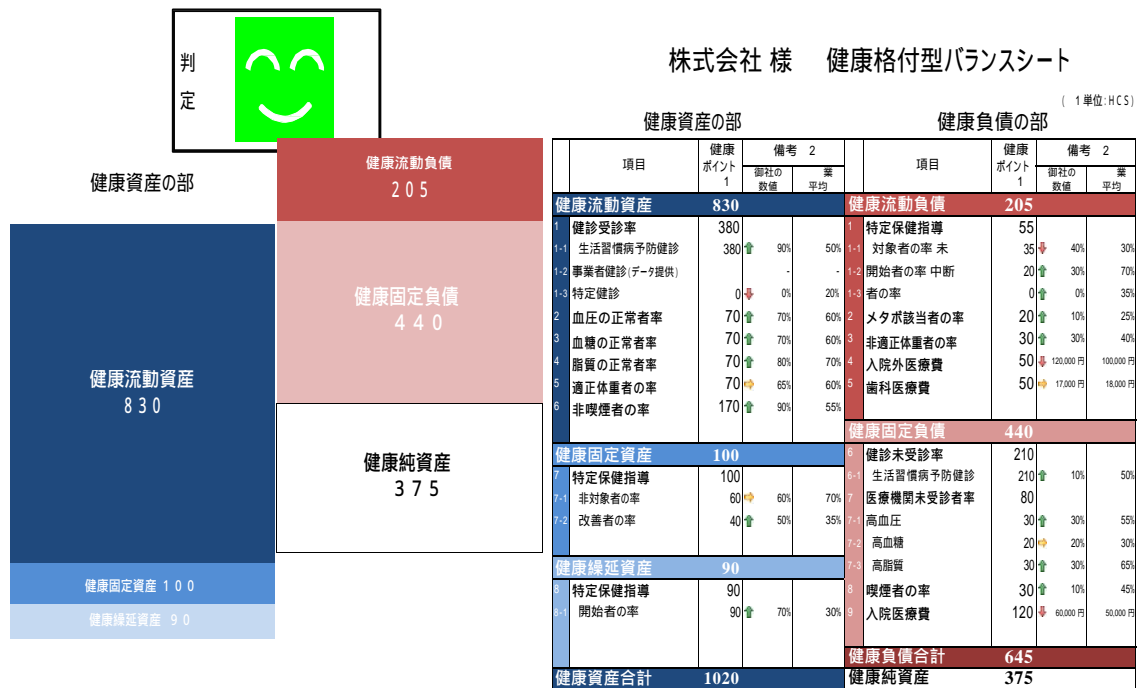 判
定
健康資産の部
健康流動負債
205
健康固定負債
440
健康純資産
375
健康流動資産
830
健康固定資産 100
健康繰延資産 90
株式会社 様 健康格付型バランスシート
( 1単位:HCS)
健康資産の部 健康負債の部
項目 健康ポイント 1 備考 2 御社の数値 業平均 項目 健康ポイント 1 備考 2 御社の数値 業平均
健康流動資産 830 健康流動負債 205
1 健診受診率 380 1 特定保健指導 55
1-1 生活習慣病予防健診 380 90% 50% 1-1 対象者の率 未 35 40% 30%
1-2 事業者健診(データ提供) - - 1-2 開始者の率 中断 20 30% 70%
1-3 特定健診 0 0% 20% 1-3 者の率 0 0% 35%
2 血圧の正常者率 70 70% 60% 2 メタボ該当者の率 20 10% 25%
3 血糖の正常者率 70 70% 60% 3 非適正体重者の率 30 30% 40%
4 脂質の正常者率 70 80% 70% 4 入院外医療費 50 120,000円 100,000円
5 適正体重者の率 70 65% 60% 5 歯科医療費 50 17,000円 18,000円
6 非喫煙者の率 170 90% 55%
健康固定負債 440
健康固定資産 100 6 健診未受診率 210
7 特定保健指導 100 6-1 生活習慣病予防健診 210 10% 50%
7-1 非対象者の率 60 60% 70% 7 医療機関未受診者率 80
7-2 改善者の率 40 50% 35% 7-1 高血圧 30 30% 55%
7-2 高血糖 20 20% 30%
健康繰延資産 90 7-3 高脂質 30 30% 65%
8 特定保健指導 90 8 喫煙者の率 30 10% 45%
8-1 開始者の率 90 70% 30% 9 入院医療費 120 60,000円 50,000円
健康負債合計 645
健康資産合計 1020 健康純資産 375